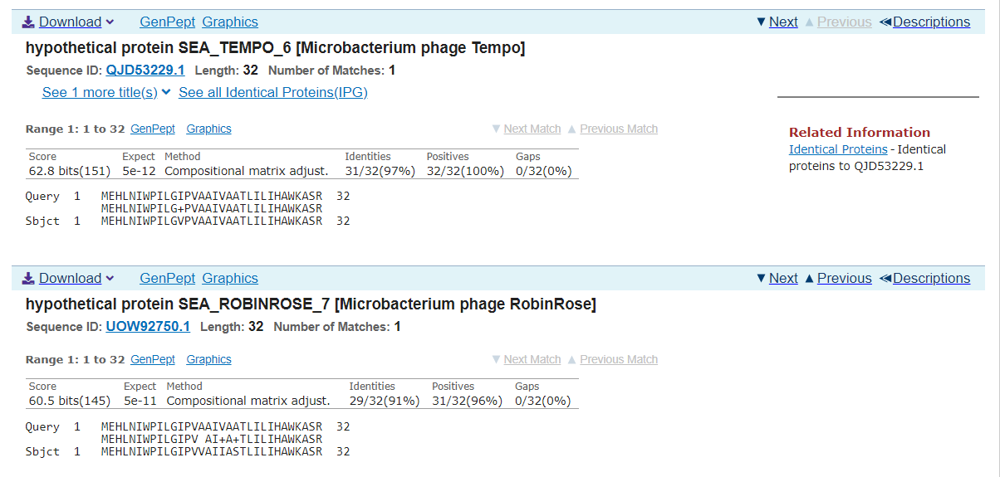 Download GenPept Graphics Next Previous Descriptions
hypothetical protein SEA_TEMPO_6 [Microbacterium phage Tempo]
Sequence ID: QJD53229.1 Length: 32 Number of Matches: 1
See 1 more title(s) See all Identical Proteins(IPG)
Range 1: 1 to 32 GenPept Graphics Next Match Previous Match
Score Expect Method Identities Positives Gaps
62.8 bits(151) 5e-12 Compositional matrix adjust. 31/32(97%) 32/32(100%) 0/32(0%)
Query 1 MEHLNIWPILGIPVAAIVAATLILIHAWKASR 32
MEHLNIWPILG+PVAAIVAATLILIHAWKASR
Sbjct 1 MEHLNIWPILGVPVAAIVAATLILIHAWKASR 32
Related Information
Identical Proteins - Identical
proteins to QJD53229.1
Download GenPept Graphics Next Previous Descriptions
hypothetical protein SEA_ROBINROSE_7 [Microbacterium phage RobinRose]
Sequence ID: UOW92750.1 Length: 32 Number of Matches: 1
Range 1: 1 to 32 GenPept Graphics Next Match Previous Match
Score Expect Method Identities Positives Gaps
60.5 bits(145) 5e-11 Compositional matrix adjust. 29/32(91%) 31/32(96%) 0/32(0%)
Query 1 MEHLNIWPILGIPVAAIVAATLILIHAWKASR 32
MEHLNIWPILGIPV AI+A+TLILIHAWKASR
Sbjct 1 MEHLNIWPILGIPVVAIIASTLILIHAWKASR 32